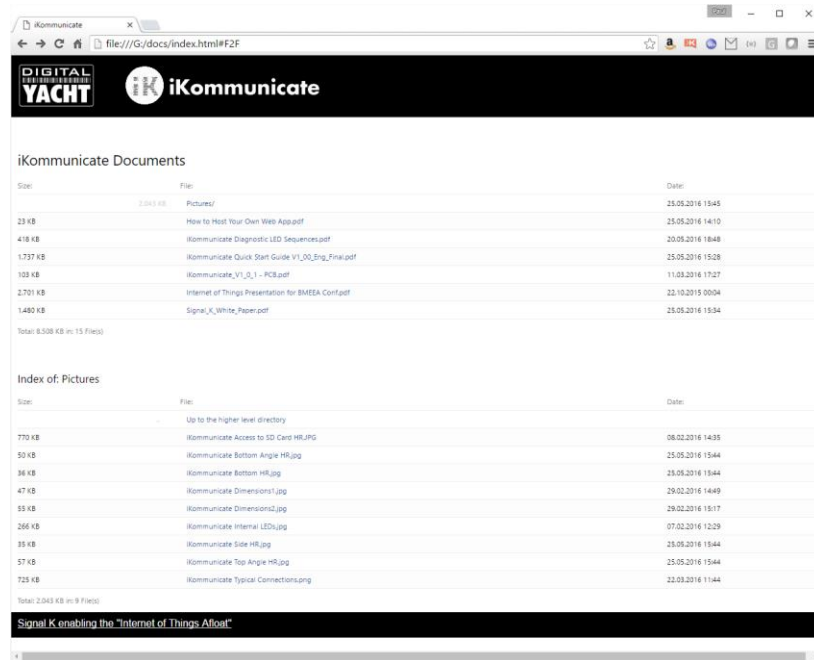 iKommunicate
file:///G:/docs/index.html#F2F
DIGITAL
YACHT
iK iKommunicate
iKommunicate Documents
Size: File: Date:
2.043 KB Pictures/ 25.05.2016 15:45
23 KB How to Host Your Own Web App.pdf 25.05.2016 14:10
418 KB iKommunicate Diagnostic LED Sequences.pdf 20.05.2016 18:48
1.737 KB iKommunicate Quick Start Guide V1_00_Eng_Final.pdf 25.05.2016 15:28
103 KB iKommunicate_V1_0_1 - PCB.pdf 11.03.2016 17:27
2.701 KB Internet of Things Presentation for BMEEA Conf.pdf 22.10.2015 00:04
1.480 KB Signal_K_White_Paper.pdf 25.05.2016 15:34
Total: 8.508 KB in: 15 File(s)
Index of: Pictures
Size: File: Date:
Up to the higher level directory
770 KB iKommunicate Access to SD Card HR.JPG 08.02.2016 14:35
50 KB iKommunicate Bottom Angle HR.jpg 25.05.2016 15:44
36 KB iKommunicate Bottom HR.jpg 25.05.2016 15:44
47 KB iKommunicate Dimensions1.jpg 29.02.2016 14:49
55 KB iKommunicate Dimensions2.jpg 29.02.2016 15:17
266 KB iKommunicate Internal LEDs.jpg 07.02.2016 12:29
35 KB iKommunicate Side HR.jpg 25.05.2016 15:44
57 KB iKommunicate Top Angle HR.jpg 25.05.2016 15:44
725 KB iKommunicate Typical Connections.png 22.03.2016 11:44
Total: 2.043 KB in: 9 File(s)
Signal K enabling the "Internet of Things Afloat"